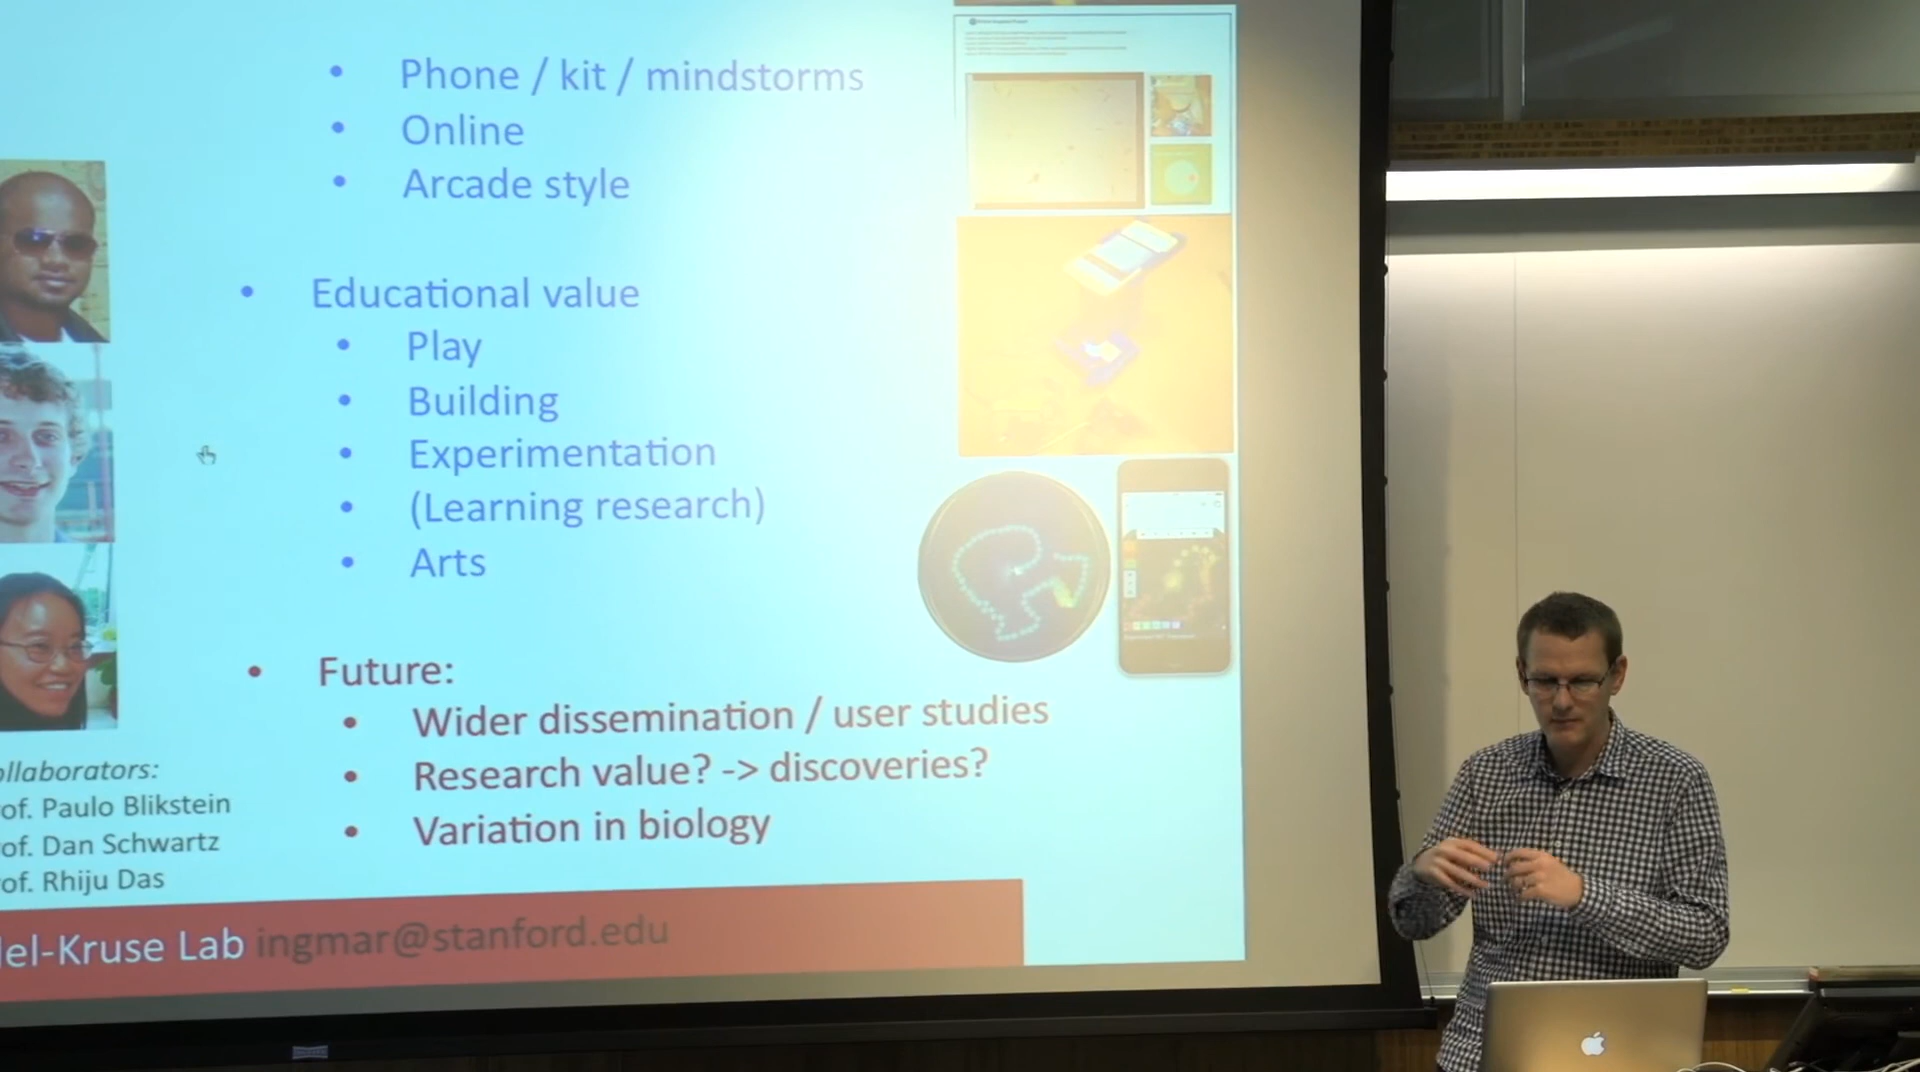 • Phone / kit / mindstorms
• Online
• Arcade style
• Educational value
• Play
• Building
• Experimentation
• (Learning research)
• Arts
• Future:
• Wider dissemination / user studies
• Research value? -> discoveries?
• Variation in biology
ollaborators:
of. Paulo Blikstein
of. Dan Schwartz
of. Rhiju Das
el-Kruse Lab ingmar@stanford.edu